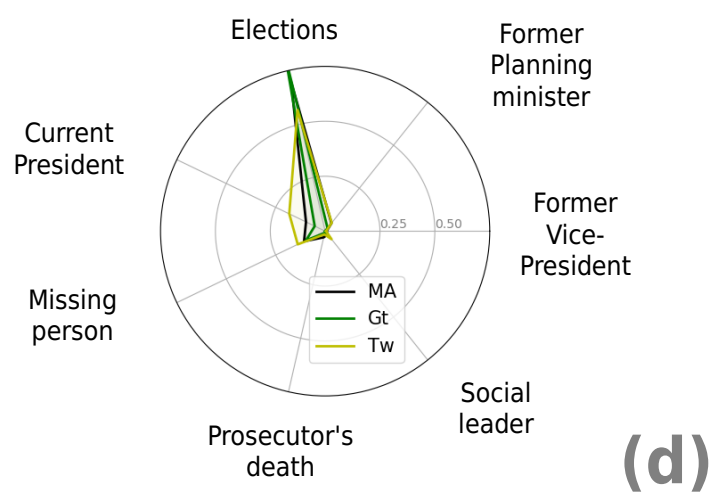 Elections
Former
Planning
minister
Current
President
0.25
0.50
Former
Vice-
President
Missing
person
MA
Gt
Tw
Social
leader
Prosecutor's
death
(d)